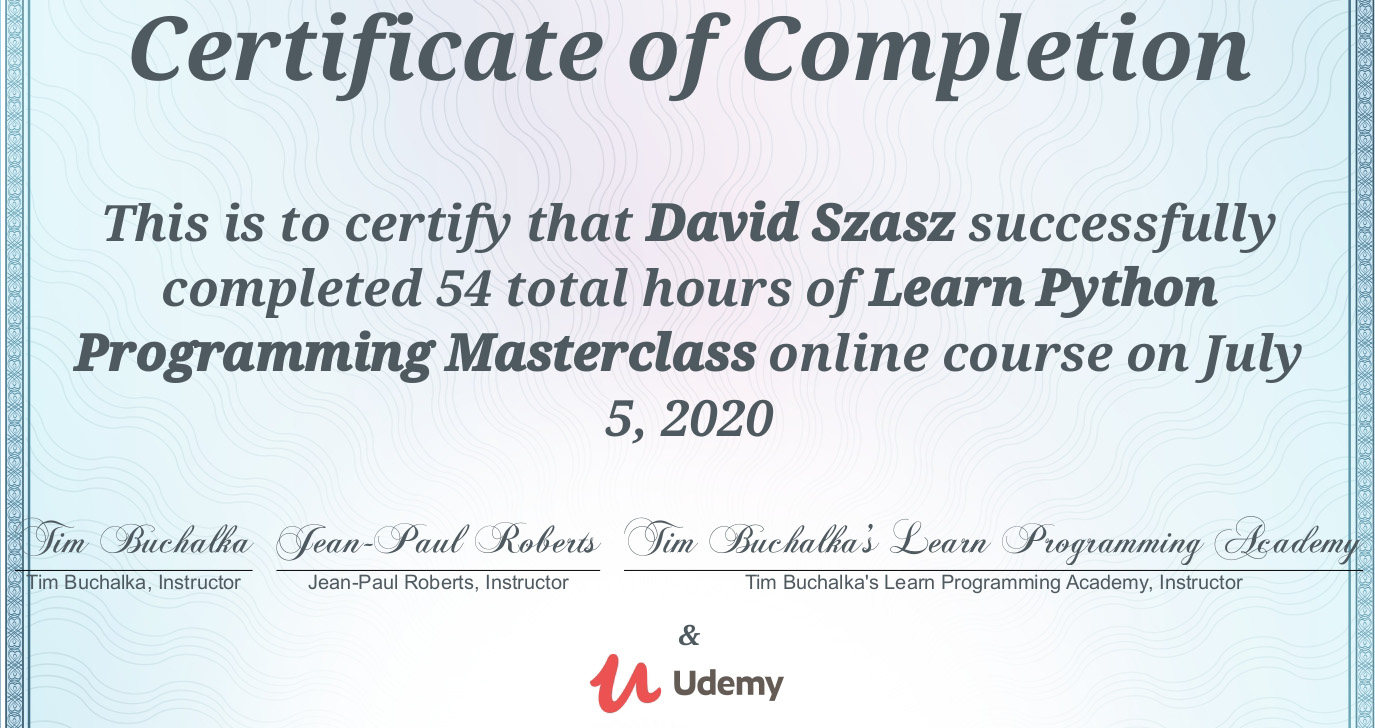 Certificate of Completion
This is to certify that David Szasz successfully
completed 54 total hours of Learn Python
Programming Masterclass online course on July
5, 2020
Tim Buchalka Jean-Paul Roberts Tim Buchalka's Learn Programming Academy
Tim Buchalka, Instructor Jean-Paul Roberts, Instructor Tim Buchalka's Learn Programming Academy, Instructor
&
Udemy